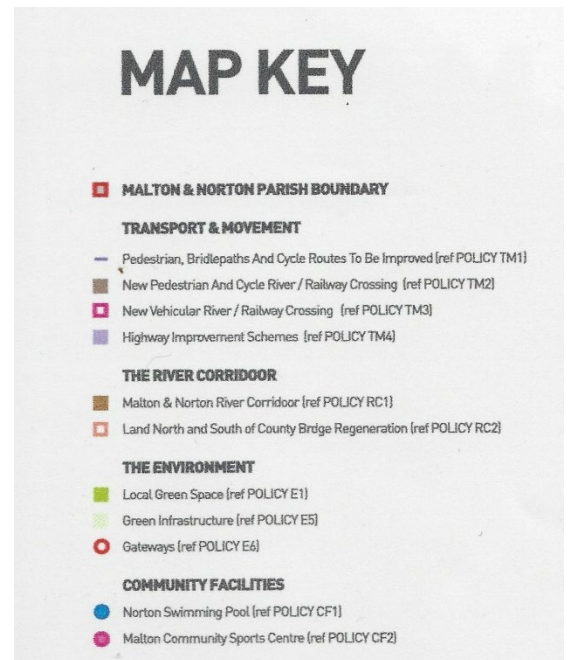 MAP KEY
MALTON & NORTON PARISH BOUNDARY
TRANSPORT & MOVEMENT
Pedestrian, Bridlepaths And Cycle Routes To Be Improved (ref POLICY TM1)
New Pedestrian And Cycle River / Railway Crossing (ref POLICY TM2)
New Vehicular River / Railway Crossing (ref POLICY TM3)
Highway Improvement Schemes (ref POLICY TM4)
THE RIVER CORRIDOOR
Malton & Norton River Corridoor (ref POLICY RC1)
Land North and South of County Brdge Regeneration (ref POLICY RC2)
THE ENVIRONMENT
Local Green Space (ref POLICY E1)
Green Infrastructure (ref POLICY E5)
Gateways (ref POLICY E6)
COMMUNITY FACILITIES
Norton Swimming Pool (ref POLICY CF1)
Malton Community Sports Centre (ref POLICY CF2)